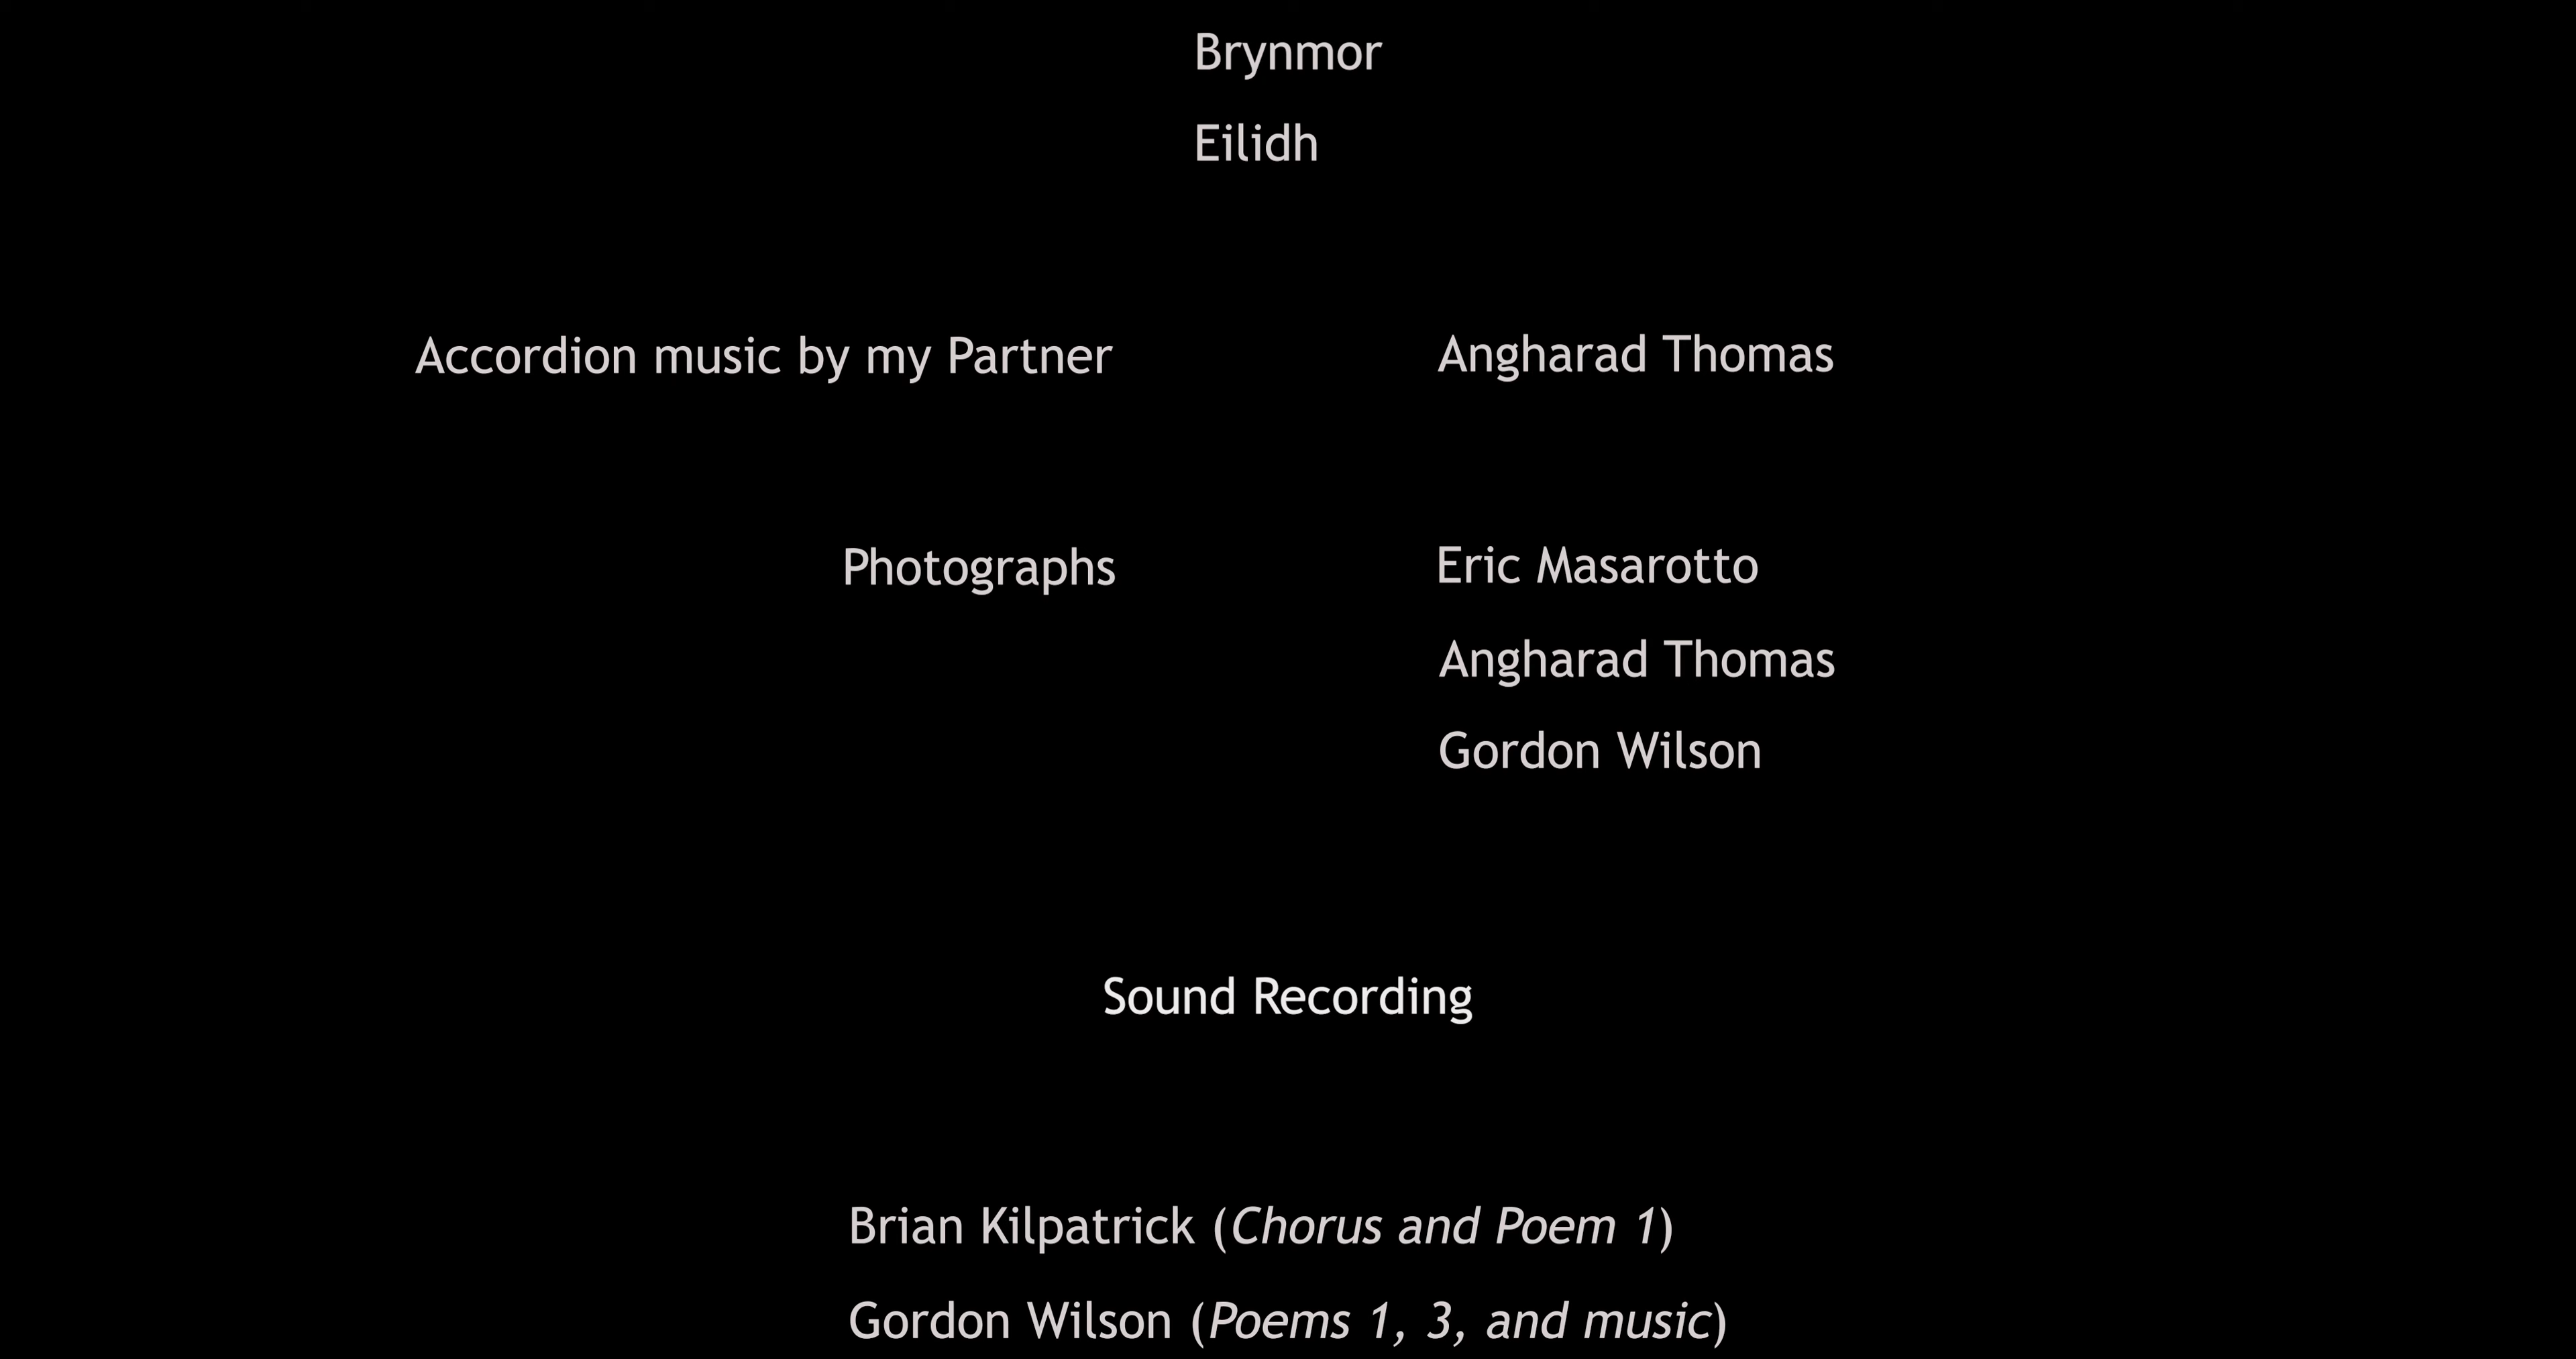 Brynmor
Eilidh
Accordion music by my Partner Angharad Thomas
Photographs Eric Masarotto
Angharad Thomas
Gordon Wilson
Sound Recording
Brian Kilpatrick (Chorus and Poem 1)
Gordon Wilson (Poems 1, 3, and music)